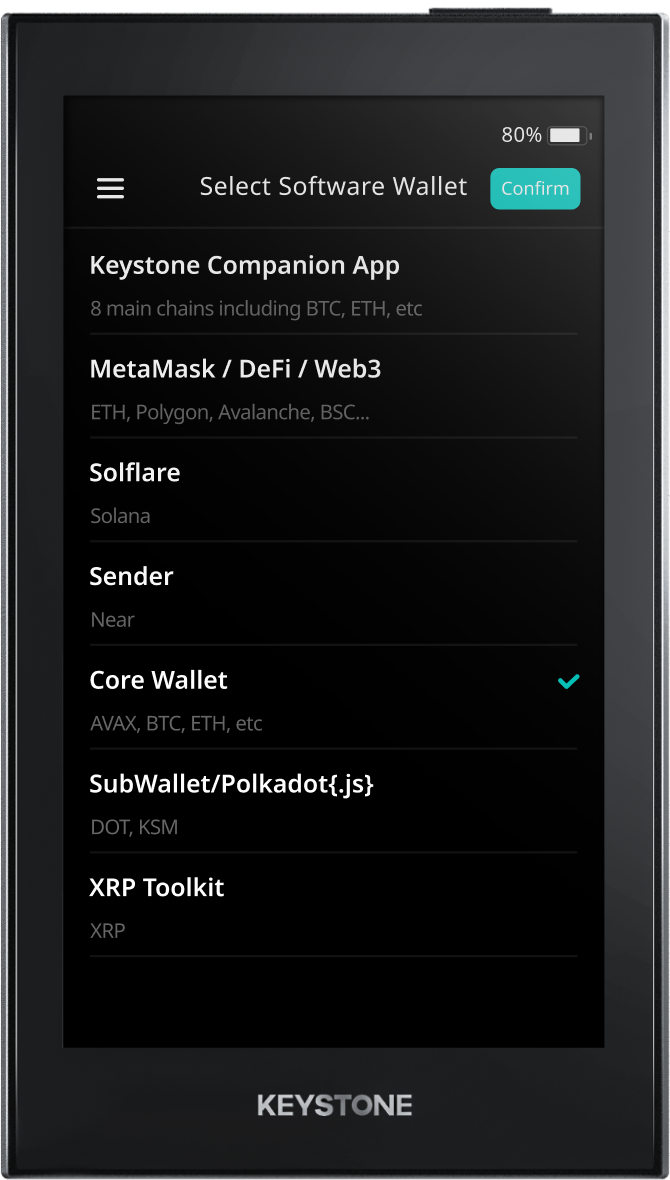 80%
Select Software Wallet
Confirm
Keystone Companion App
8 main chains including BTC, ETH, etc
MetaMask / DeFi / Web3
ETH, Polygon, Avalanche, BSC...
Solflare
Solana
Sender
Near
Core Wallet
AVAX, BTC, ETH, etc
SubWallet/Polkadot{.js}
DOT, KSM
XRP Toolkit
XRP
KEYSTONE